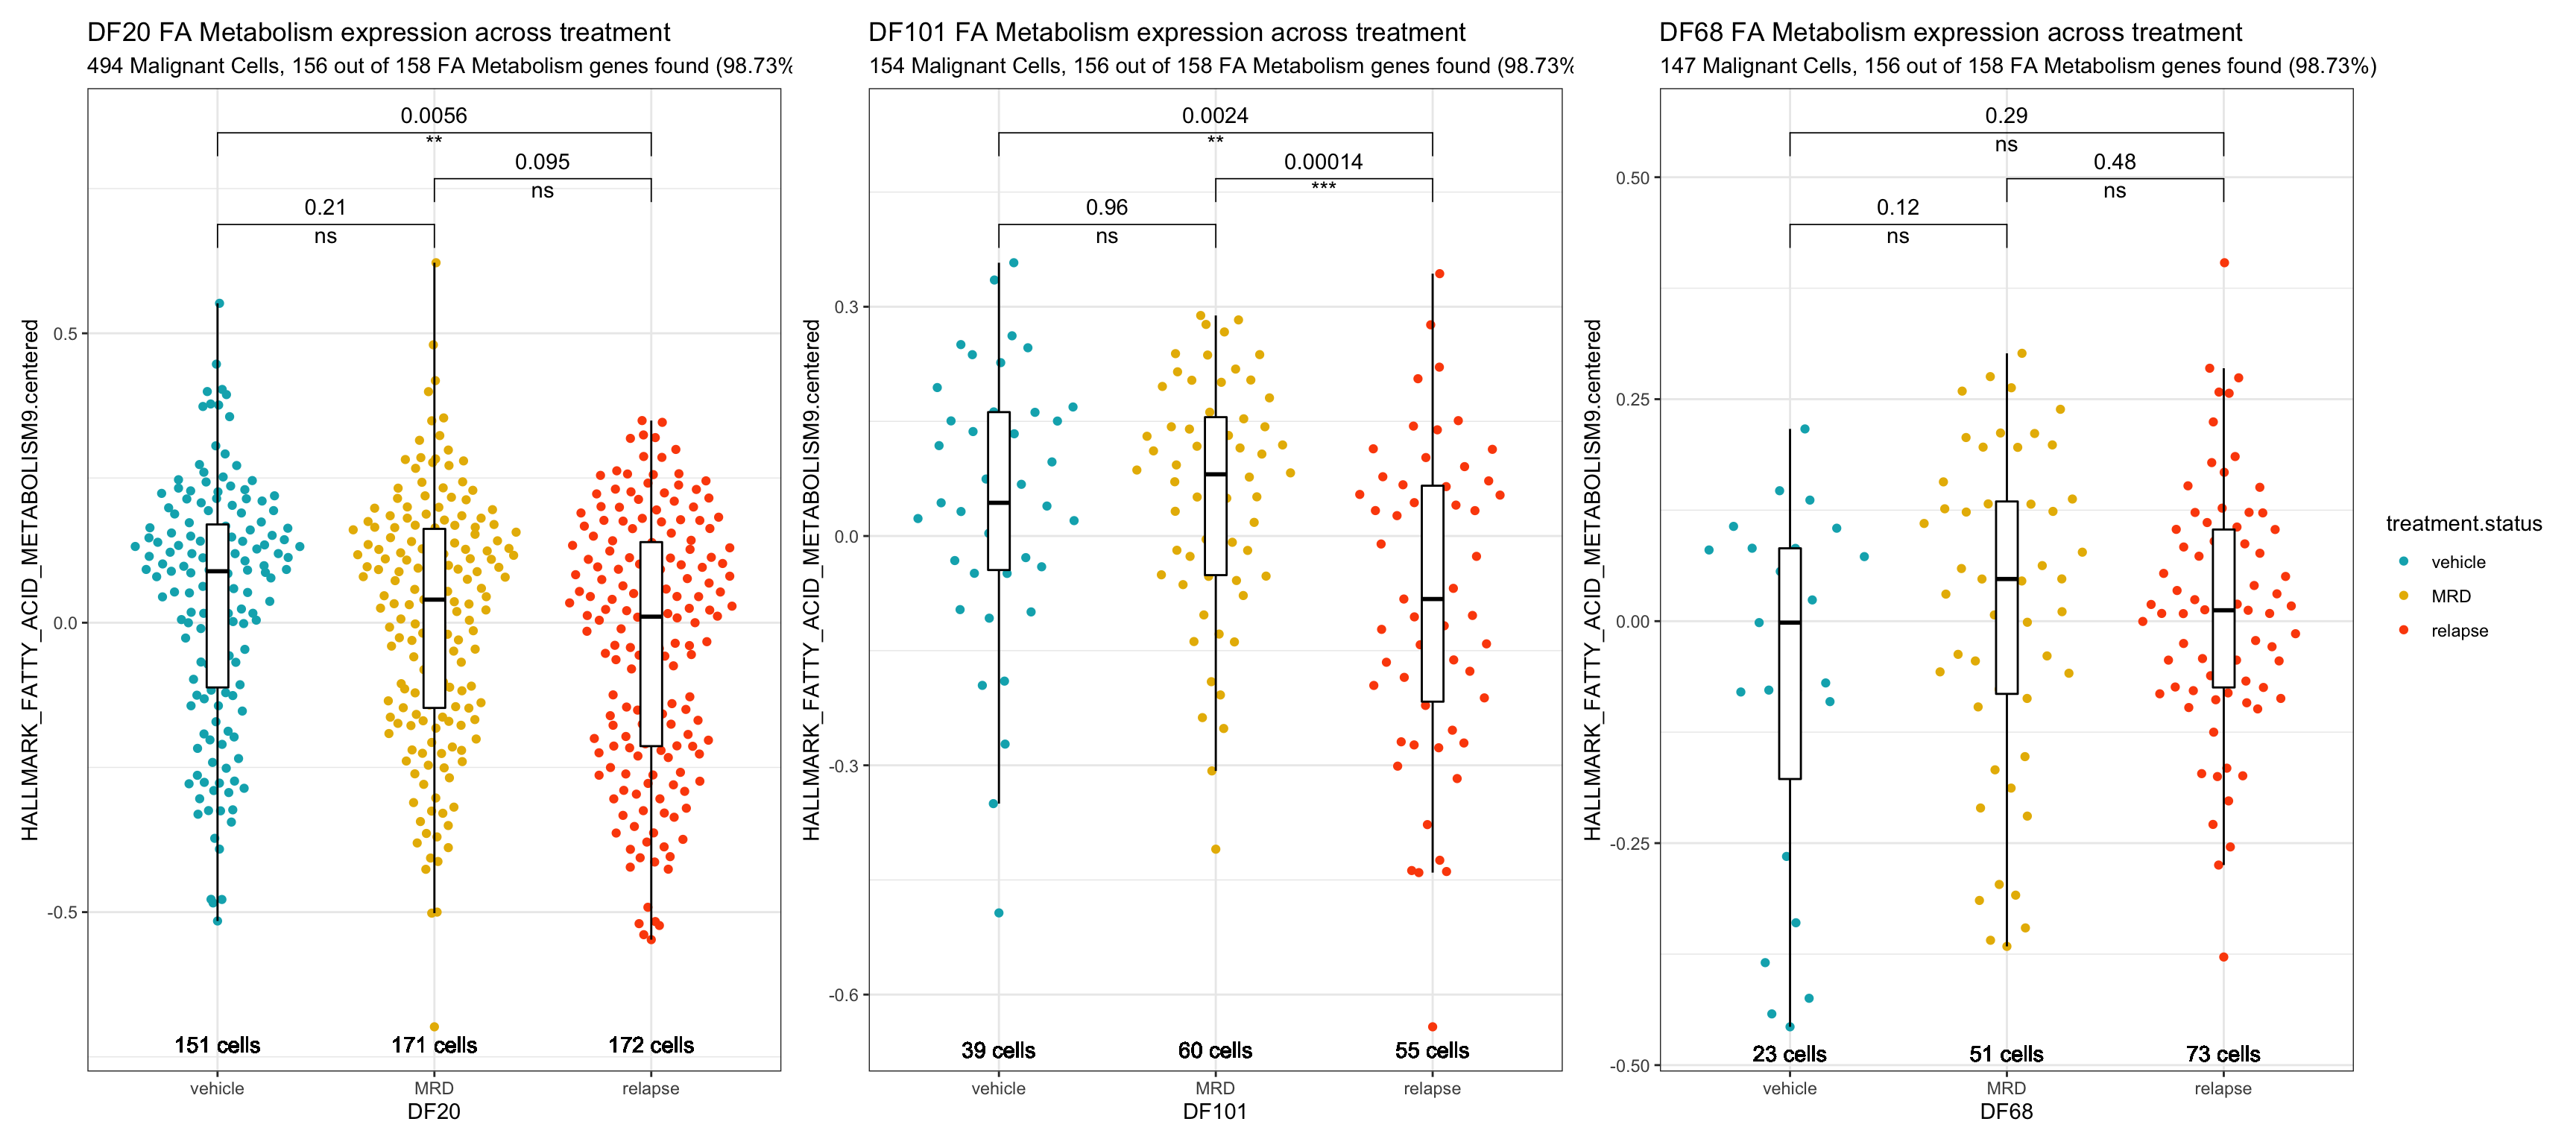 DF20 FA Metabolism expression across treatment
494 Malignant Cells, 156 out of 158 FA Metabolism genes found (98.73%
0.0056
**
0.095
ns
0.21
ns
HALLMARK_FATTY_ACID_METABOLISM9.centered
0.5
0.0
-0.5
151 cells
171 cells
172 cells
vehicle
MRD
relapse
DF20
DF101 FA Metabolism expression across treatment
154 Malignant Cells, 156 out of 158 FA Metabolism genes found (98.73%
0.0024
**
0.00014
***
0.96
ns
HALLMARK_FATTY_ACID_METABOLISM9.centered
0.3
0.0
-0.3
-0.6
39 cells
60 cells
55 cells
vehicle
MRD
relapse
DF101
DF68 FA Metabolism expression across treatment
147 Malignant Cells, 156 out of 158 FA Metabolism genes found (98.73%)
0.29
ns
0.48
ns
0.12
ns
HALLMARK_FATTY_ACID_METABOLISM9.centered
0.50
0.25
0.00
-0.25
-0.50
23 cells
51 cells
73 cells
vehicle
MRD
relapse
DF68
treatment.status
vehicle
MRD
relapse